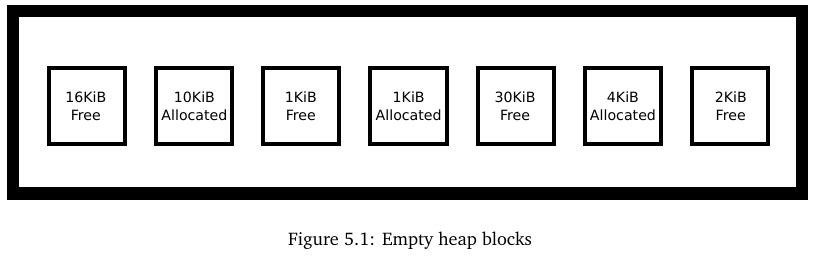 16KiB
Free
10KiB
Allocated
1KiB
Free
1KiB
Allocated
30KiB
Free
4KiB
Allocated
2KiB
Free
Figure 5.1: Empty heap blocks